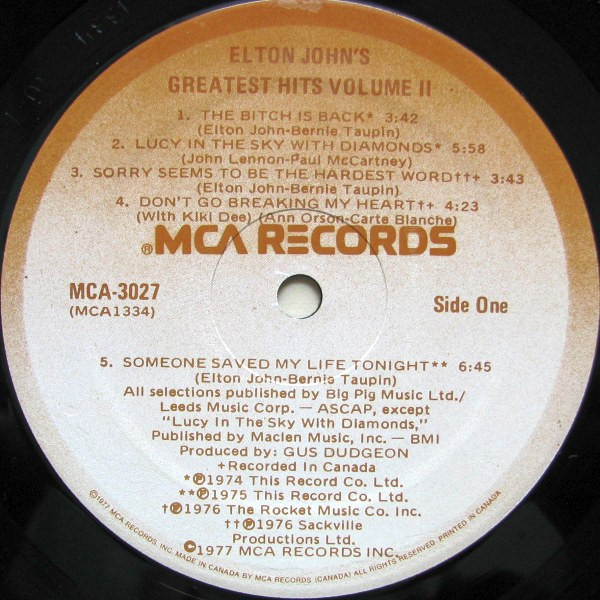 ELTON JOHN'S
GREATEST HITS VOLUME II
1. THE BITCH IS BACK* 3:42
(Elton John-Bernie Taupin)
2. LUCY IN THE SKY WITH DIAMONDS* 5:58
(John Lennon-Paul McCartney)
3. SORRY SEEMS TO BE THE HARDEST WORD††+ 3:43
(Elton John-Bernie Taupin)
4. DON'T GO BREAKING MY HEART†+ 4:23
(With Kiki Dee) (Ann Orson-Carte Blanche)
®MCA RECORDS
MCA-3027
(MCA1334)
Side One
5. SOMEONE SAVED MY LIFE TONIGHT** 6:45
(Elton John-Bernie Taupin)
All selections published by Big Pig Music Ltd./
Leeds Music Corp. — ASCAP, except
"Lucy In The Sky With Diamonds,"
Published by Maclen Music, Inc. — BMI
Produced by: GUS DUDGEON
+Recorded In Canada
*℗1974 This Record Co. Ltd.
**℗1975 This Record Co. Ltd.
†℗1976 The Rocket Music Co. Inc.
††℗1976 Sackville
Productions Ltd.
©1977 MCA RECORDS INC.
©1977 MCA RECORDS, INC. MADE IN CANADA BY MCA RECORDS (CANADA) ALL RIGHTS RESERVED. PRINTED IN CANADA